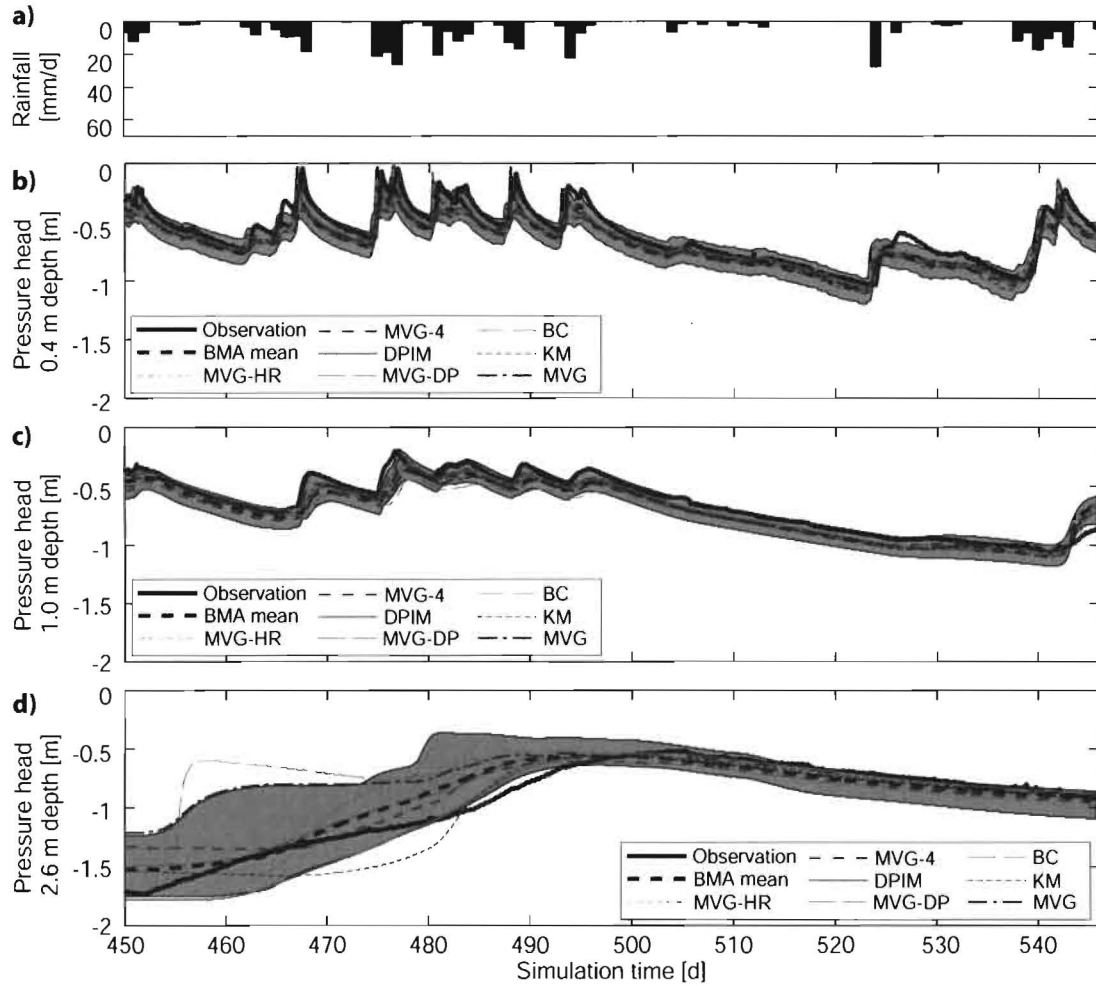 a)
Rainfall
[mm/d]
0
20
40
60
b)
Pressure head
0.4 m depth [m]
0
-0.5
-1
-1.5
-2
Observation MVG-4 BC
BMA mean DPIM KM
MVG-HR MVG-DP MVG
c)
Pressure head
1.0 m depth [m]
0
-0.5
-1
-1.5
-2
Observation MVG-4 BC
BMA mean DPIM KM
MVG-HR MVG-DP MVG
d)
Pressure head
2.6 m depth [m]
0
-0.5
-1
-1.5
-2
Observation MVG-4 BC
BMA mean DPIM KM
MVG-HR MVG-DP MVG
450 460 470 480 490 500 510 520 530 540
Simulation time [d]